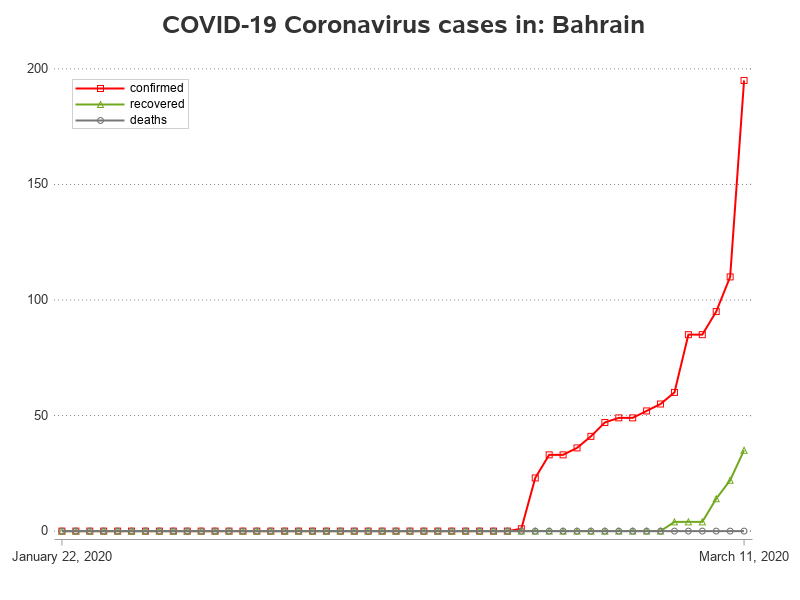 COVID-19 Coronavirus cases in: Bahrain
200
confirmed
recovered
deaths
150
100
50
0
January 22, 2020
March 11, 2020